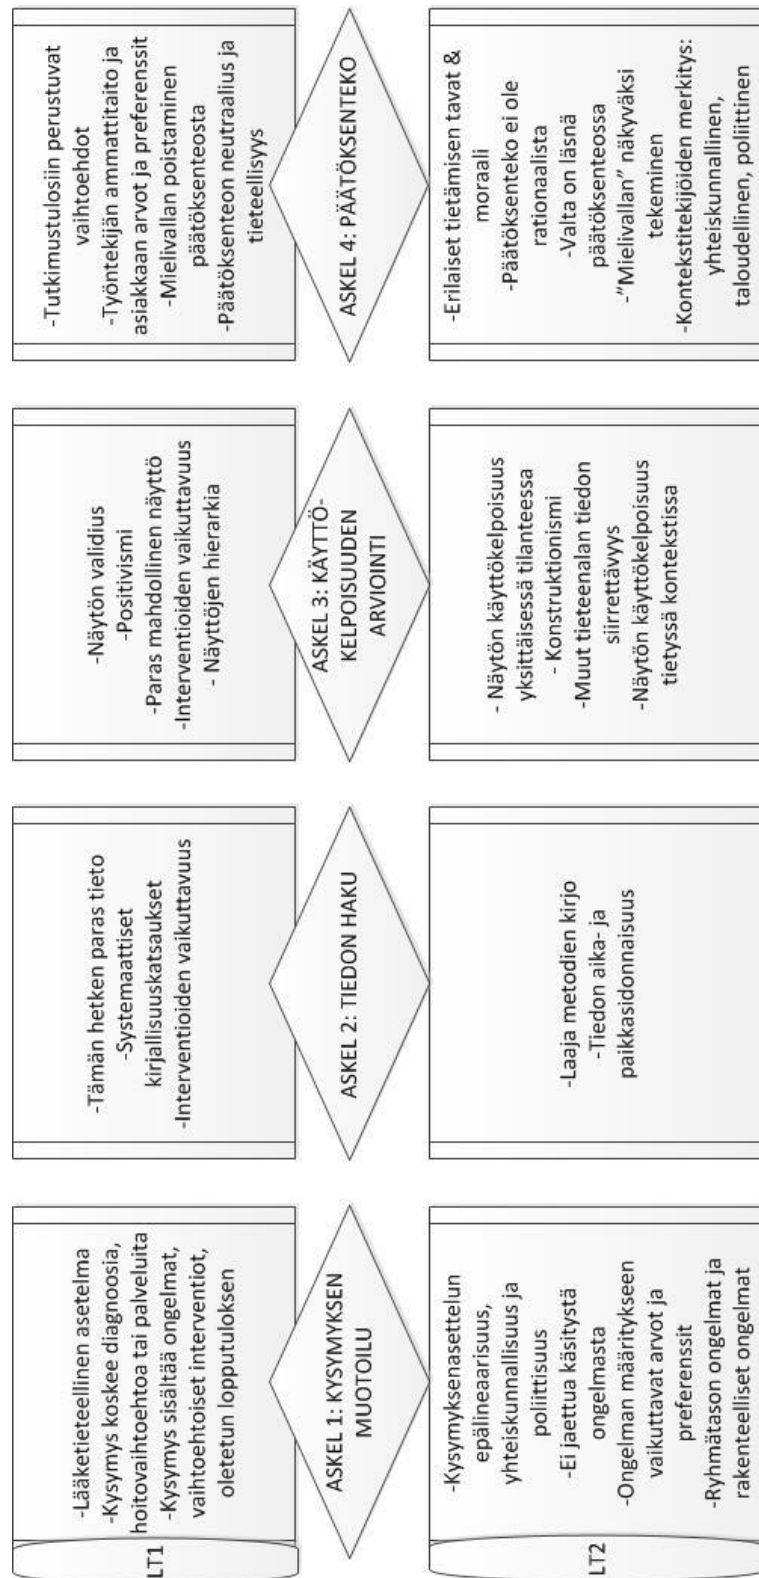 LT1
-Lääketieteellinen asetelma
-Kysymys koskee diagnoosia,
hoitovaihtoehtoa tai palveluita
-Kysymys sisältää ongelmat,
vaihtoehtoiset interventiot,
oletetun lopputuloksen
-Tämän hetken paras tieto
-Systemaattiset
kirjallisuuskatsaukset
-Interventioiden vaikuttavuus
-Näytön validius
-Positivismi
-Paras mahdollinen näyttö
-Interventioiden vaikuttavuus
- Näyttöjen hierarkia
-Tutkimustulosiin perustuvat
vaihtoehdot
-Työntekijän ammattitaito ja
asiakkaan arvot ja preferenssit
-Mielivallan poistaminen
päätöksenteosta
-Päätöksenteon neutraalius ja
tieteellisyys
ASKEL 1: KYSYMYKSEN
MUOTOILU
ASKEL 2: TIEDON HAKU
ASKEL 3: KÄYTTÖ-
KELPOISUUDEN
ARVIOINTI
ASKEL 4: PÄÄTÖKSENTEKO
LT2
-Kysymyksenasettelun
epälineaarisuus,
yhteiskunnallisuus ja
poliittisuus
-Ei jaettua käsitystä
ongelmasta
-Ongelman määritykseen
vaikuttavat arvot ja
preferenssit
-Ryhmätason ongelmat ja
rakenteelliset ongelmat
-Laaja metodien kirjo
-Tiedon aika- ja
paikkasidonnaisuus
- Näytön käyttökelpoisuus
yksittäisessä tilanteessa
- Konstruktionismi
-Muut tieteenalan tiedon
siirrettävyys
-Näytön käyttökelpoisuus
tietyssä kontekstissa
-Erilaiset tietämisen tavat &
moraali
-Päätöksenteko ei ole
rationaalista
-Valta on läsnä
päätöksenteossa
-”Mielivallan” näkyväksi
tekeminen
-Kontekstitekijöiden merkitys:
yhteiskunnallinen,
taloudellinen, poliittinen